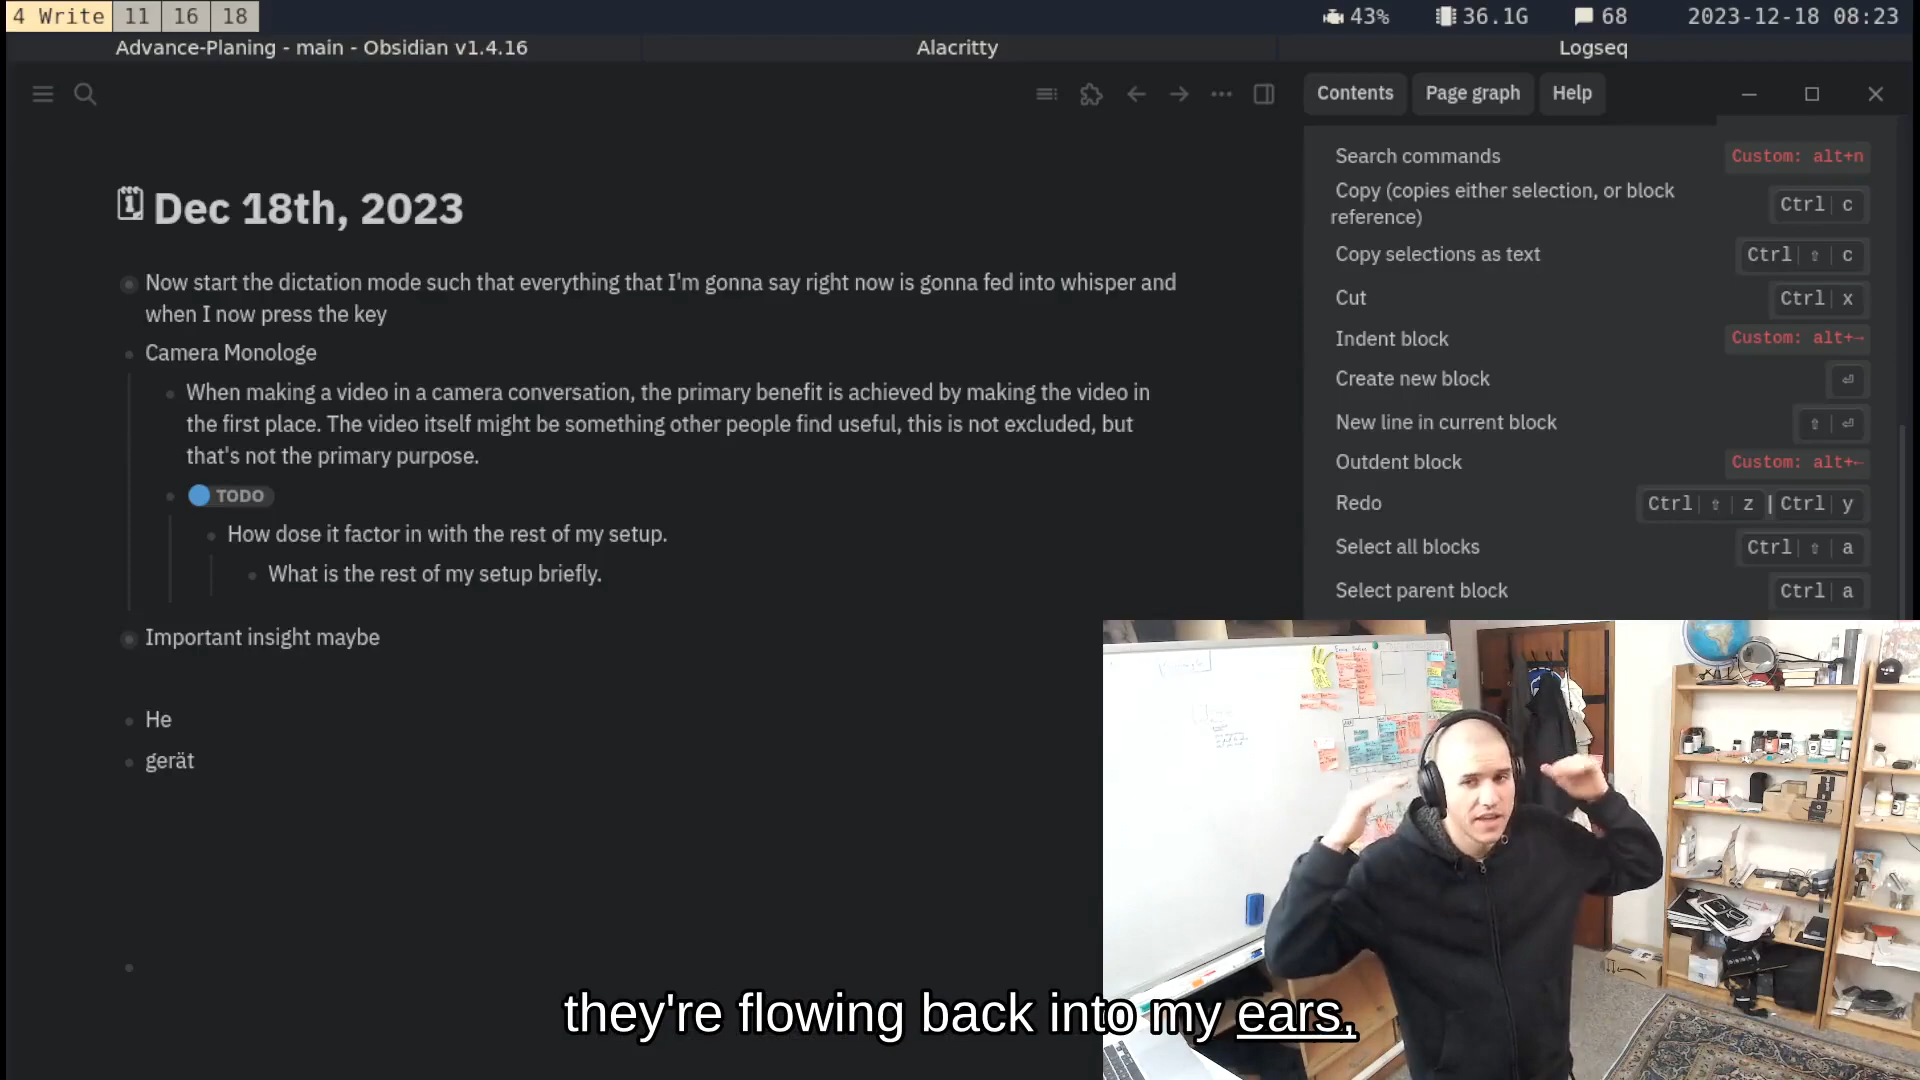 4 Write 11 16 18 43% 36.1G 68 2023-12-18 08:23
Advance-Planing - main - Obsidian v1.4.16 Alacritty Logseq
Contents Page graph Help
Dec 18th, 2023
Now start the dictation mode such that everything that I'm gonna say right now is gonna fed into whisper and
when I now press the key
Camera Monologe
When making a video in a camera conversation, the primary benefit is achieved by making the video in
the first place. The video itself might be something other people find useful, this is not excluded, but
that's not the primary purpose.
TODO
How dose it factor in with the rest of my setup.
What is the rest of my setup briefly.
Important insight maybe
He
gerät
Search commands Custom: alt+n
Copy (copies either selection, or block
reference) Ctrl c
Copy selections as text Ctrl ⇧ c
Cut Ctrl x
Indent block Custom: alt+→
Create new block ⏎
New line in current block ⇧ ⏎
Outdent block Custom: alt+←
Redo Ctrl ⇧ z | Ctrl y
Select all blocks Ctrl ⇧ a
Select parent block Ctrl a
they're flowing back into my ears,